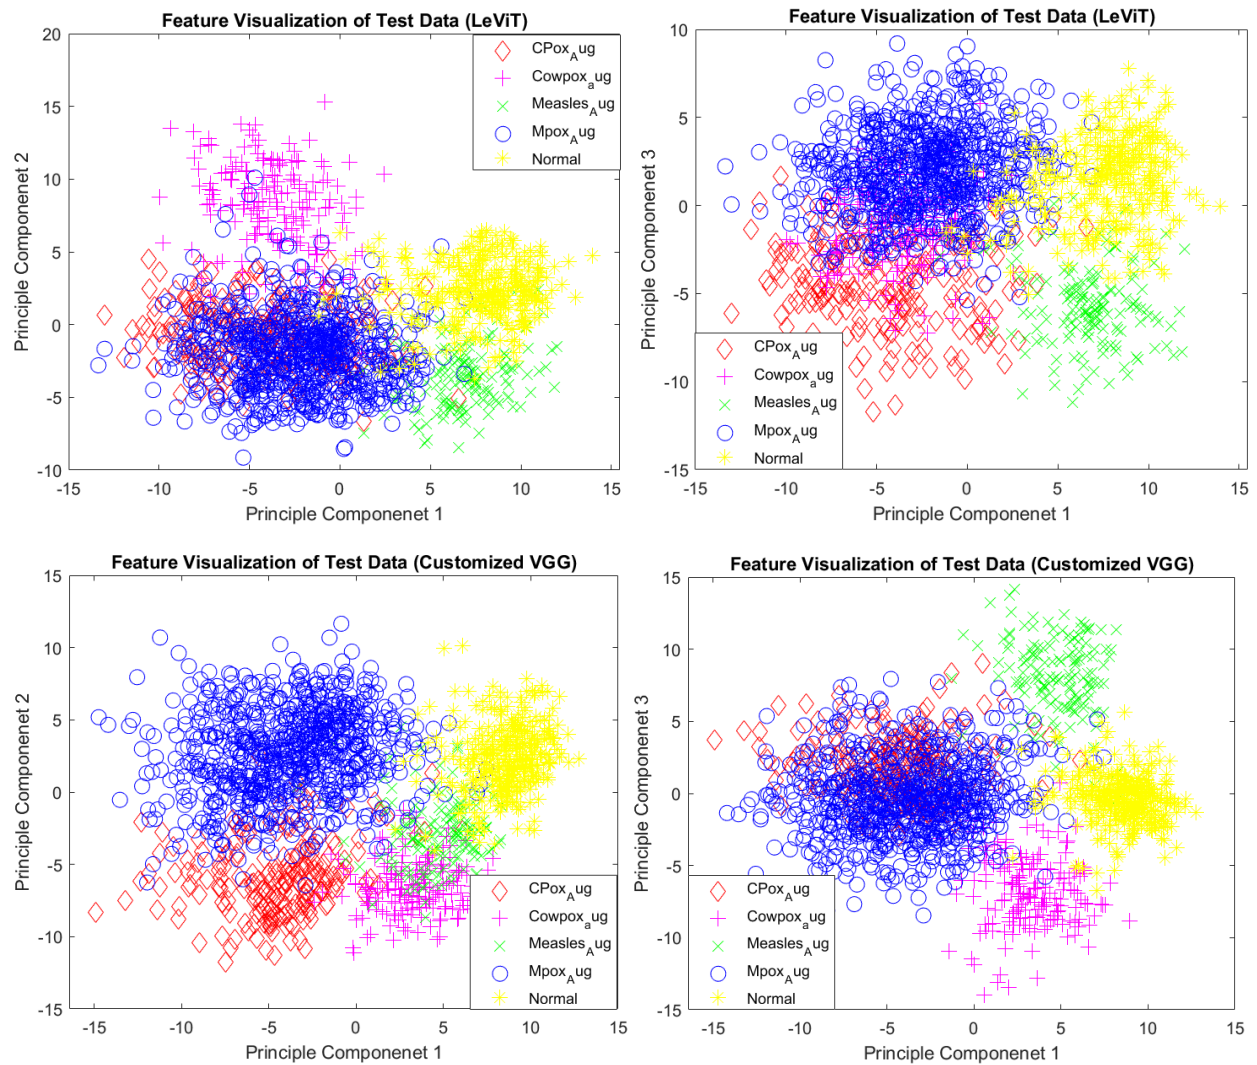 Feature Visualization of Test Data (LeViT)
20
15
10
5
0
-5
-10
-15
-10
-5
0
5
10
15
Principle Componenet 2
Principle Componenet 1
CPox_Aug
Cowpox_aug
Measles_Aug
Mpox_Aug
Normal
Feature Visualization of Test Data (LeViT)
10
5
0
-5
-10
-15
-15
-10
-5
0
5
10
Principle Componenet 3
Principle Componenet 1
CPox_Aug
Cowpox_aug
Measles_Aug
Mpox_Aug
Normal
Feature Visualization of Test Data (Customized VGG)
15
10
5
0
-5
-10
-15
-15
-10
-5
0
5
10
15
Principle Componenet 2
Principle Componenet 1
CPox_Aug
Cowpox_aug
Measles_Aug
Mpox_Aug
Normal
Feature Visualization of Test Data (Customized VGG)
15
10
5
0
-5
-10
-15
-15
-10
-5
0
5
10
15
Principle Componenet 3
Principle Componenet 1
CPox_Aug
Cowpox_aug
Measles_Aug
Mpox_Aug
Normal